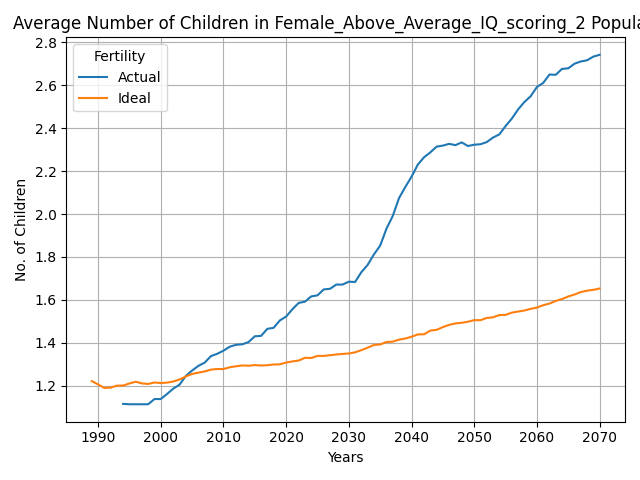 Average Number of Children in Female_Above_Average_IQ_scoring_2 Popula
Fertility
Actual
Ideal
2.8
2.6
2.4
2.2
2.0
1.8
1.6
1.4
1.2
No. of Children
1990 2000 2010 2020 2030 2040 2050 2060 2070
Years